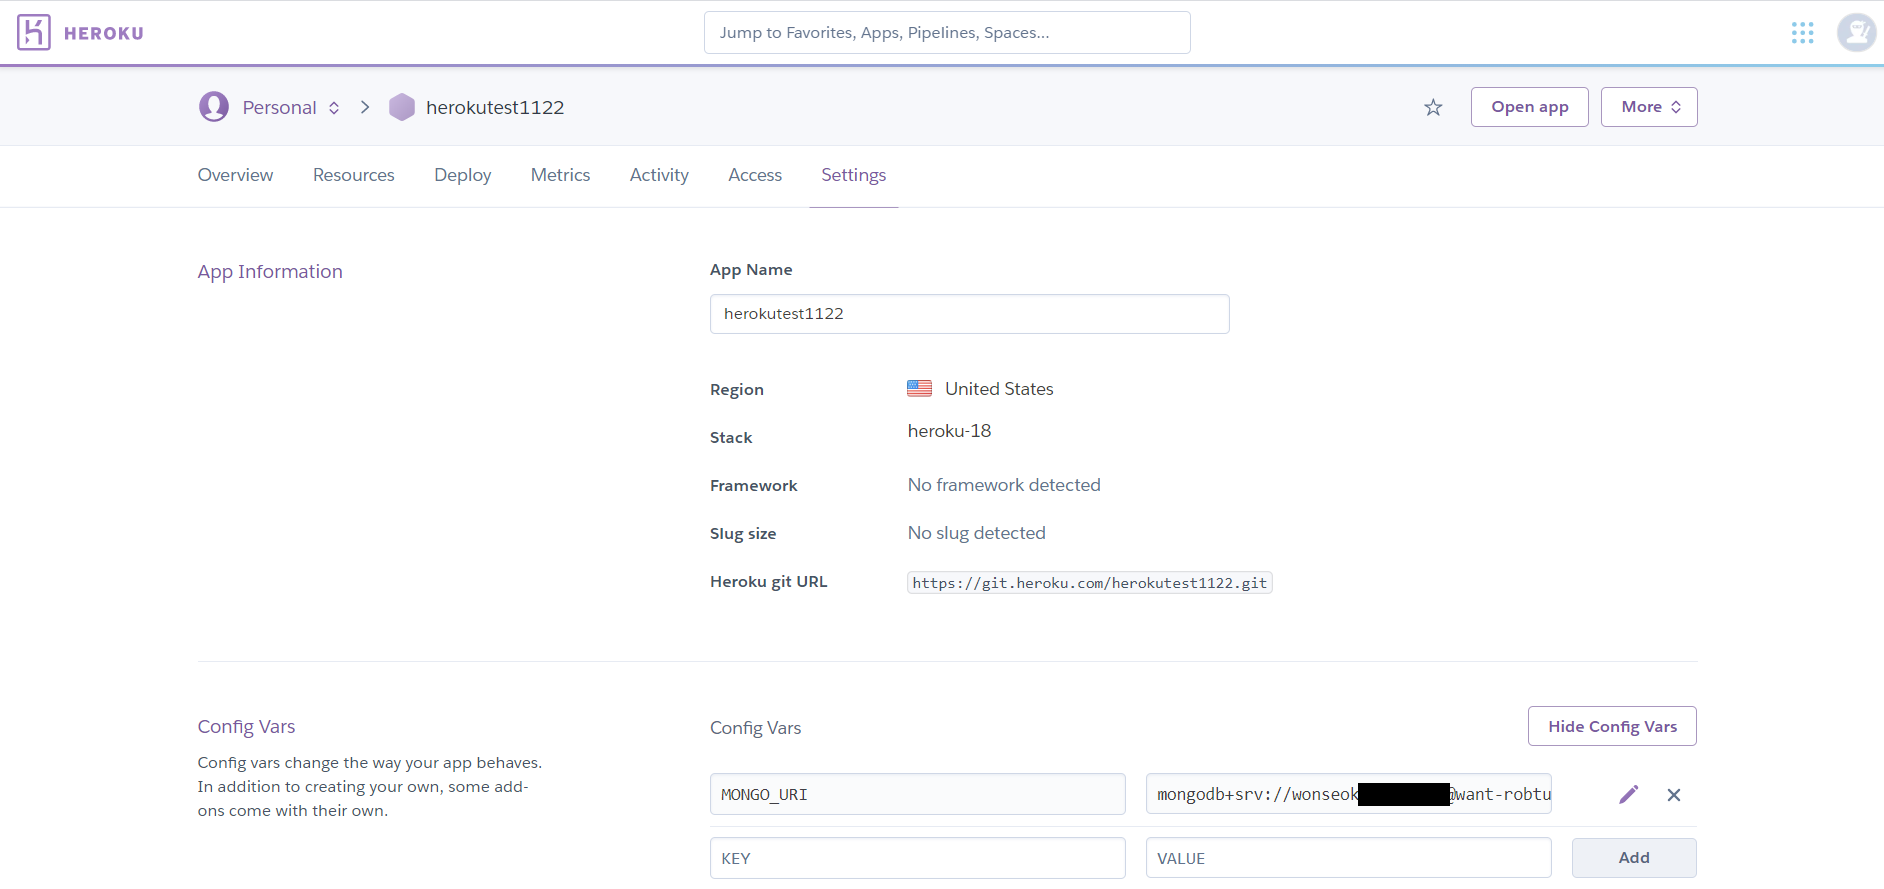 HEROKU
Jump to Favorites, Apps, Pipelines, Spaces...
Personal
herokutest1122
Open app
More
Overview
Resources
Deploy
Metrics
Activity
Access
Settings
App Information
App Name
herokutest1122
Region
United States
Stack
heroku-18
Framework
No framework detected
Slug size
No slug detected
Heroku git URL
https://git.heroku.com/herokutest1122.git
Config Vars
Config vars change the way your app behaves.
In addition to creating your own, some add-
ons come with their own.
Config Vars
Hide Config Vars
MONGO_URI
mongodb+srv://wonseok @want-robtu
KEY
VALUE
Add